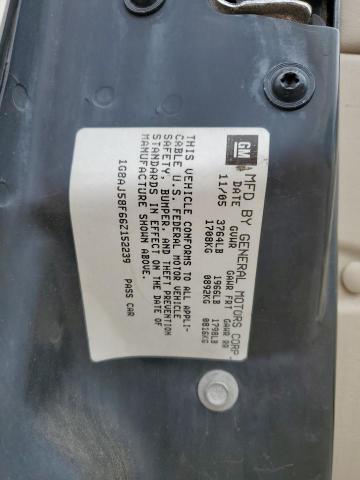 GM MFD BY GENERAL MOTORS CORP.
DATE GVWR GAWR FRT GAWR RR
11/05 3764LB 1966LB 1798LB
1708KG 0892KG 0816KG
THIS VEHICLE CONFORMS TO ALL APPLI-
CABLE U.S. FEDERAL MOTOR VEHICLE
SAFETY, BUMPER, AND THEFT PREVENTION
STANDARDS IN EFFECT ON THE DATE OF
MANUFACTURE SHOWN ABOVE.
1G8AJ58F66Z152239 PASS CAR